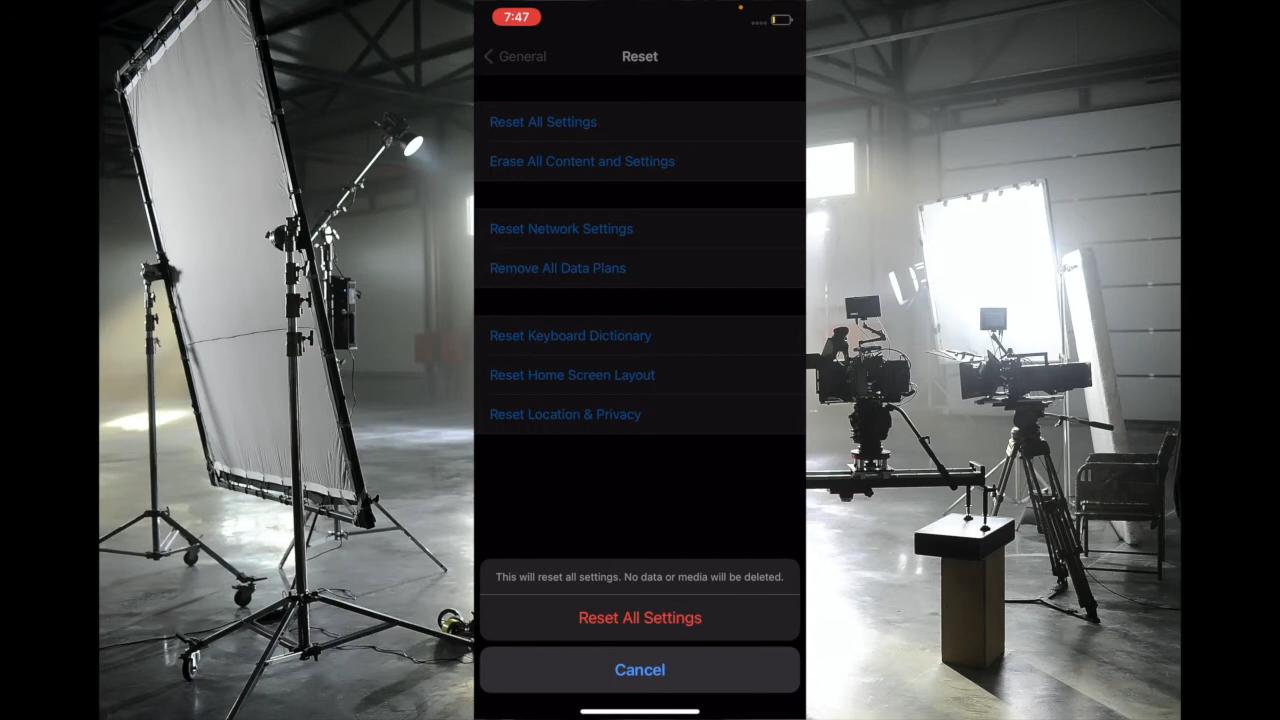 7:47
General
Reset
Reset All Settings
Erase All Content and Settings
Reset Network Settings
Remove All Data Plans
Reset Keyboard Dictionary
Reset Home Screen Layout
Reset Location & Privacy
This will reset all settings. No data or media will be deleted.
Reset All Settings
Cancel